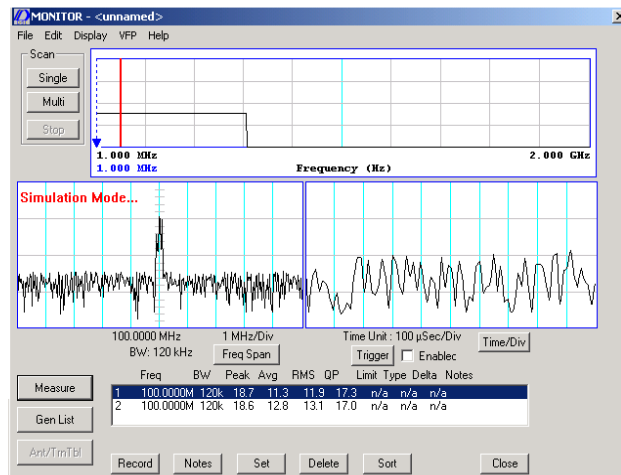 MONITOR - <unnamed>
File Edit Display VFP Help
Scan
Single
Multi
Stop
1.000 MHz 2.000 GHz
1.000 MHz Frequency (Hz)
Simulation Mode...
100.0000 MHz 1 MHz/Div
BW: 120 kHz Freq Span
Time Unit : 100 µSec/Div Time/Div
Trigger Enablec
Measure
Gen List
Ant/TrnTbl
Freq BW Peak Avg RMS QP Limit Type Delta Notes
1 100.0000M 120k 18.7 11.3 11.9 17.3 n/a n/a n/a
2 100.0000M 120k 18.6 12.8 13.1 17.0 n/a n/a n/a
Record Notes Set Delete Sort Close